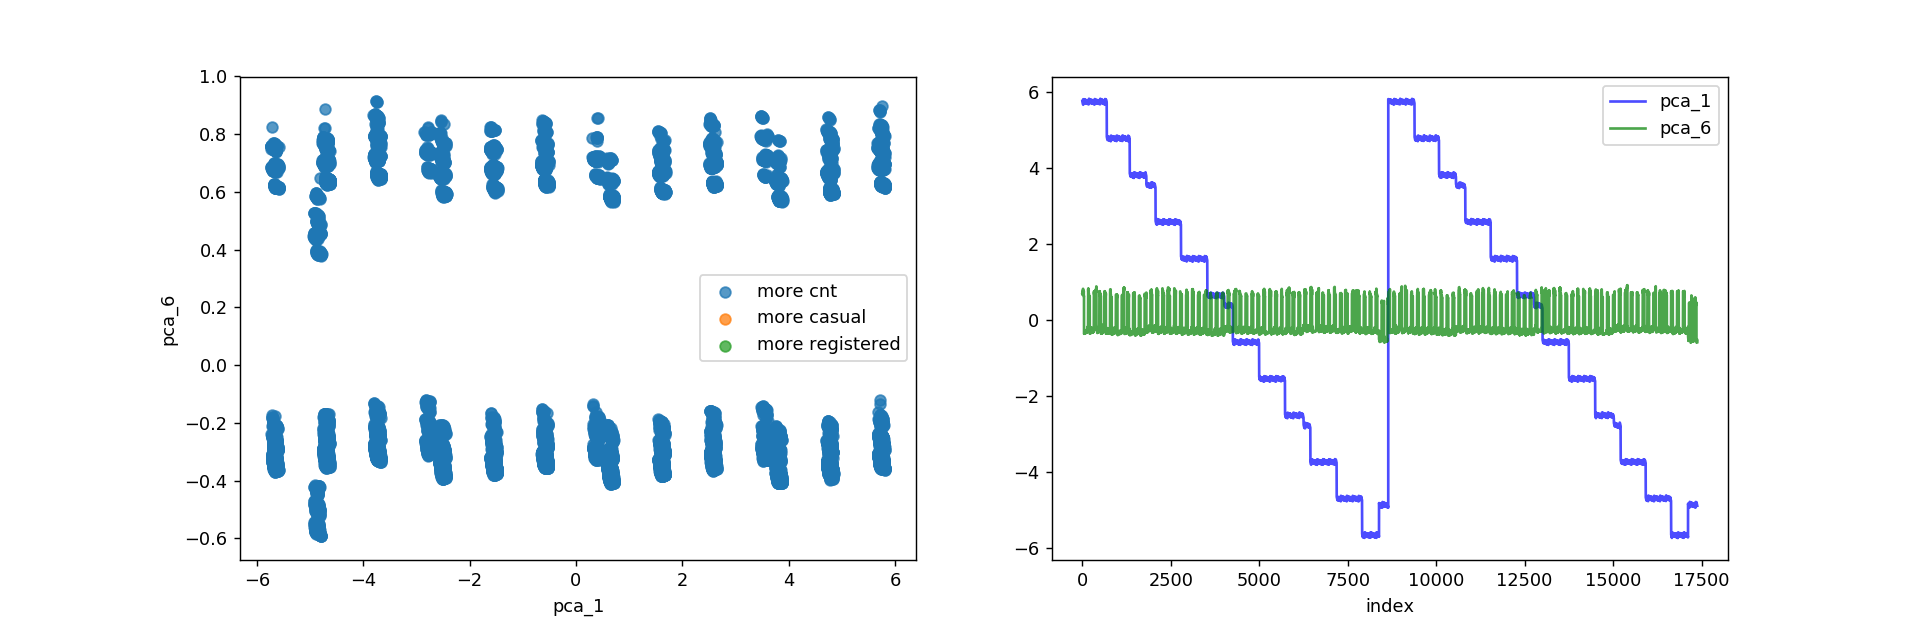 1.0
0.8
0.6
0.4
0.2
0.0
−0.2
−0.4
−0.6
pca_6
−6 −4 −2 0 2 4 6
pca_1
more cnt
more casual
more registered
6
4
2
0
−2
−4
−6
0 2500 5000 7500 10000 12500 15000 17500
index
pca_1
pca_6